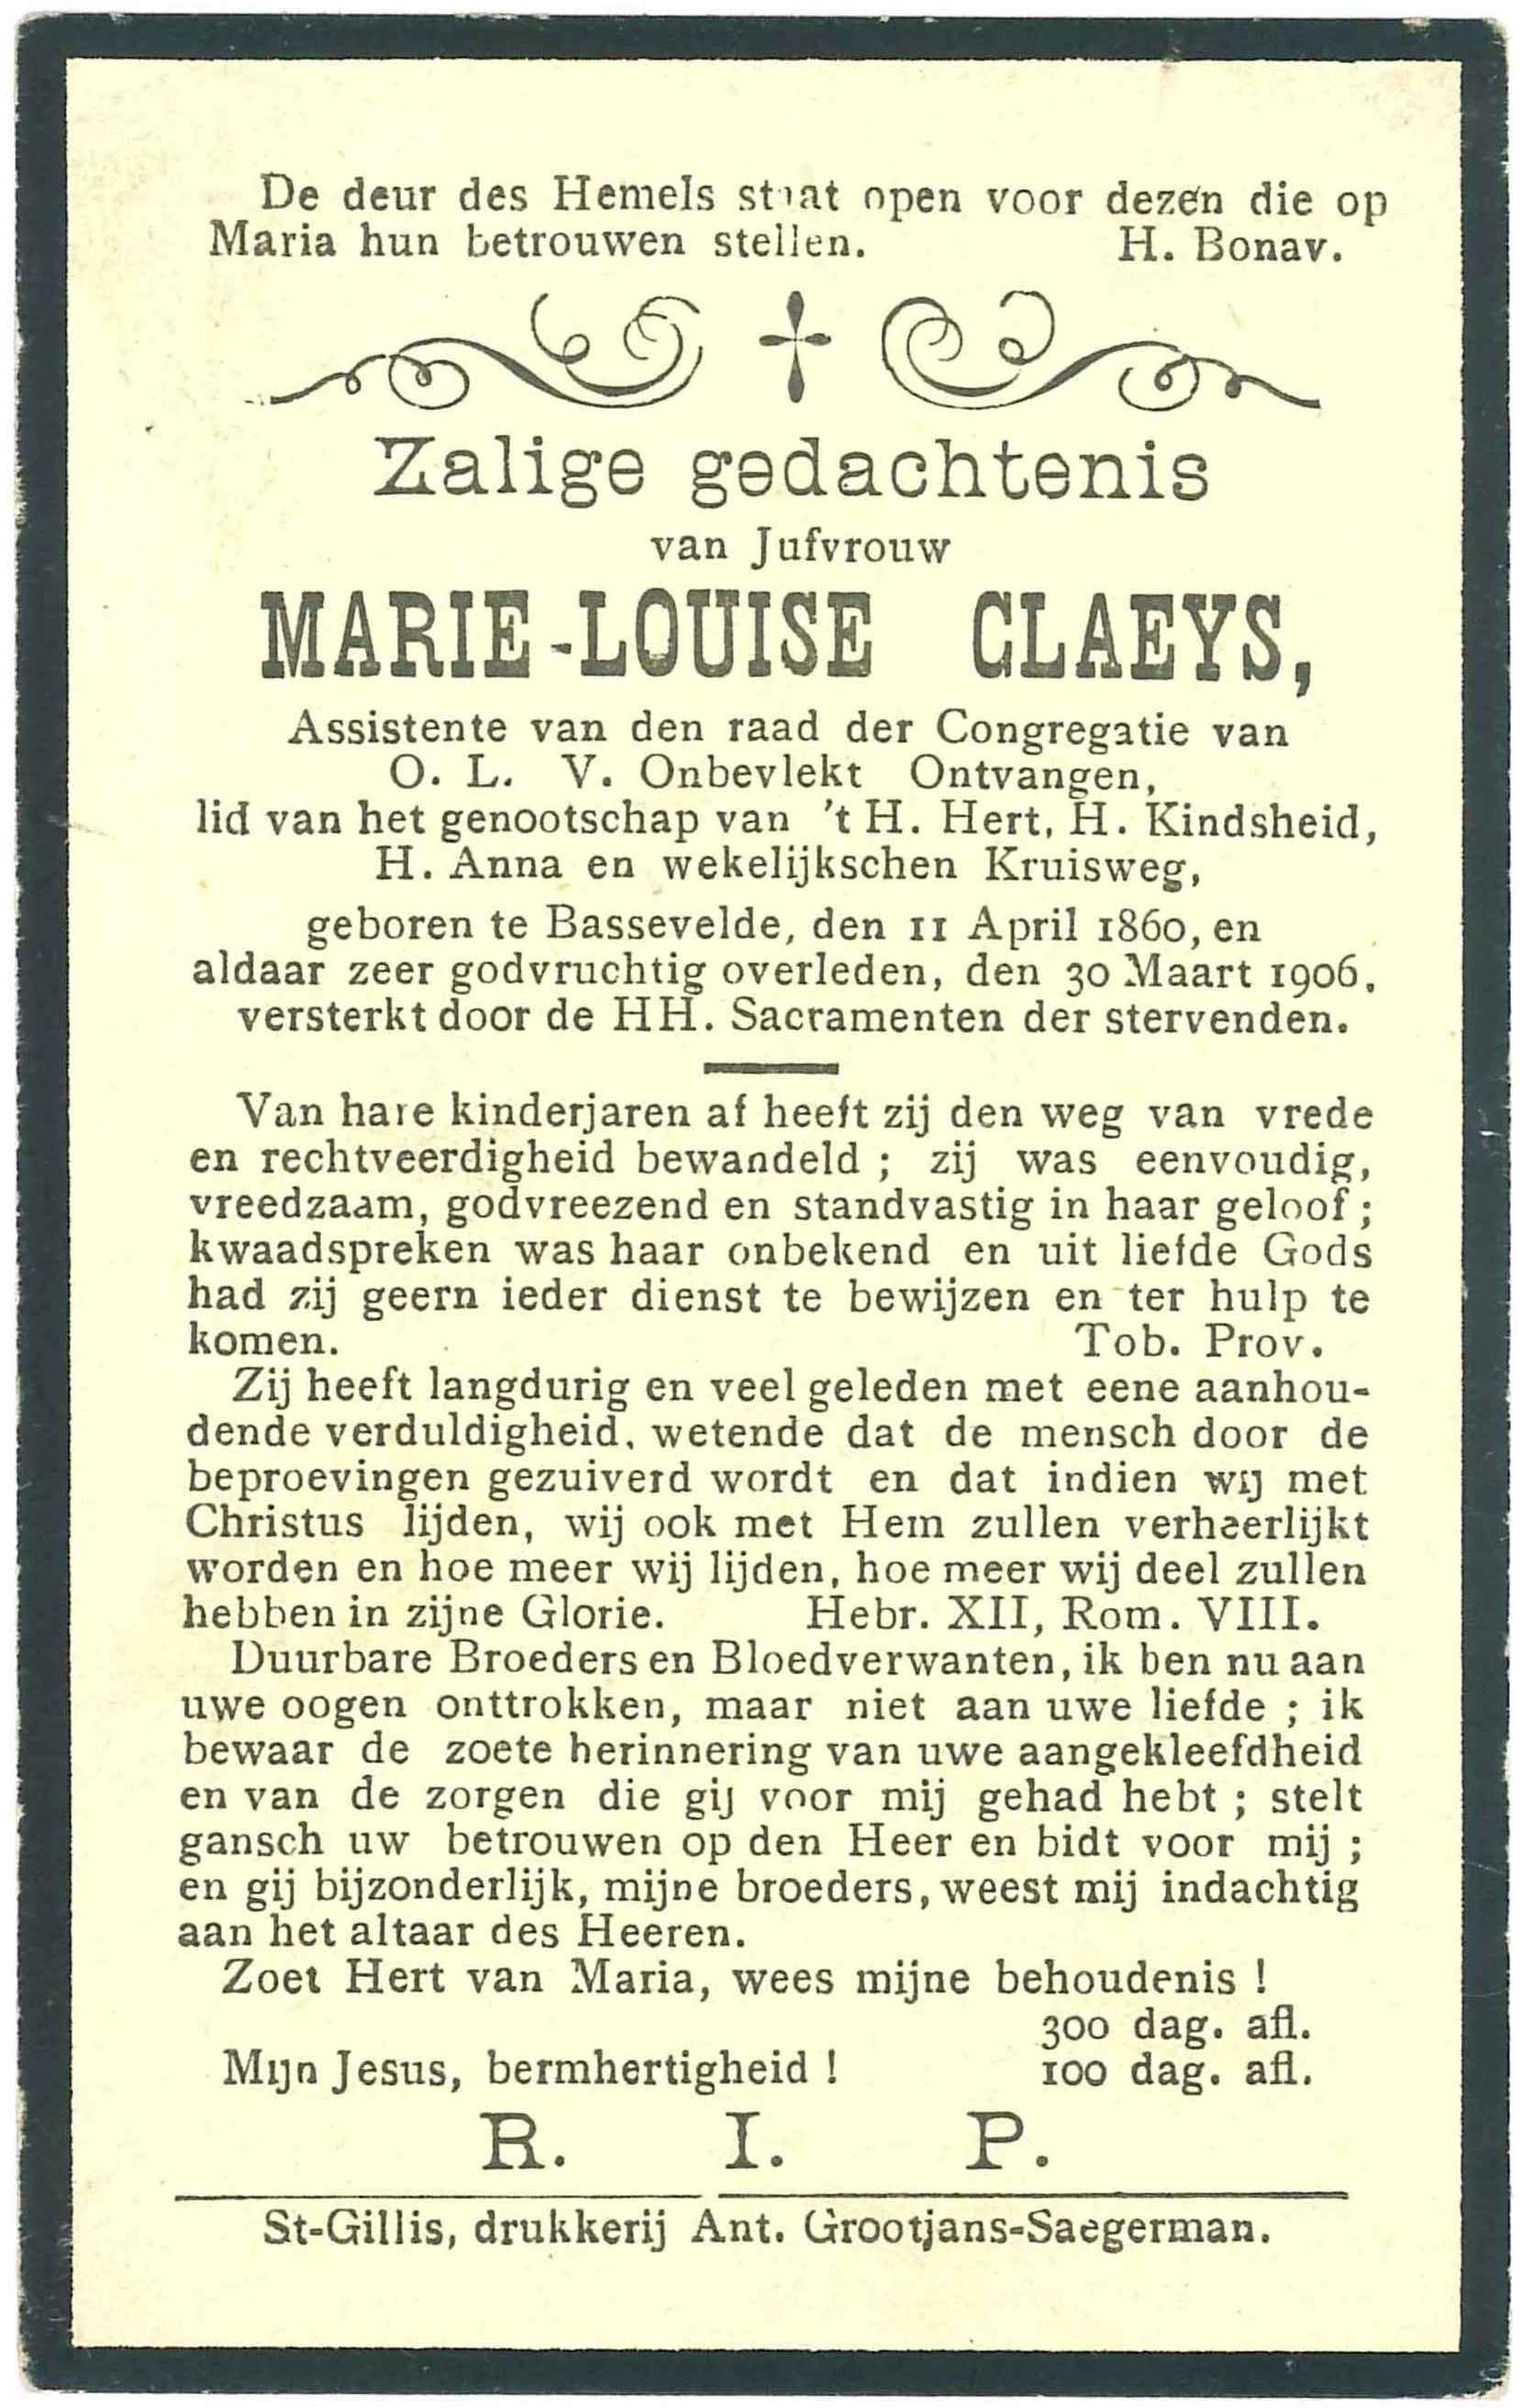 De deur des Hemels staat open voor dezen die op
Maria hun betrouwen stellen. H. Bonav.
Zalige gedachtenis
van Jufvrouw
MARIE-LOUISE CLAEYS,
Assistente van den raad der Congregatie van
O. L. V. Onbevlekt Ontvangen,
lid van het genootschap van 't H. Hert, H. Kindsheid,
H. Anna en wekelijkschen Kruisweg,
geboren te Bassevelde, den 11 April 1860, en
aldaar zeer godvruchtig overleden, den 30 Maart 1906,
versterkt door de HH. Sacramenten der stervenden.
Van hare kinderjaren af heeft zij den weg van vrede
en rechtveerdigheid bewandeld ; zij was eenvoudig,
vreedzaam, godvreezend en standvastig in haar geloof ;
kwaadspreken was haar onbekend en uit liefde Gods
had zij geern ieder dienst te bewijzen en ter hulp te
komen. Tob. Prov.
Zij heeft langdurig en veel geleden met eene aanhou-
dende verduldigheid, wetende dat de mensch door de
beproevingen gezuiverd wordt en dat indien wij met
Christus lijden, wij ook met Hem zullen verheerlijkt
worden en hoe meer wij lijden, hoe meer wij deel zullen
hebben in zijne Glorie. Hebr. XII, Rom. VIII.
Duurbare Broeders en Bloedverwanten, ik ben nu aan
uwe oogen onttrokken, maar niet aan uwe liefde ; ik
bewaar de zoete herinnering van uwe aangekleefdheid
en van de zorgen die gij voor mij gehad hebt ; stelt
gansch uw betrouwen op den Heer en bidt voor mij ;
en gij bijzonderlijk, mijne broeders, weest mij indachtig
aan het altaar des Heeren.
Zoet Hert van Maria, wees mijne behoudenis !
300 dag. afl.
Mijn Jesus, bermhertigheid ! 100 dag. afl.
R. I. P.
St-Gillis, drukkerij Ant. Grootjans-Saegerman.